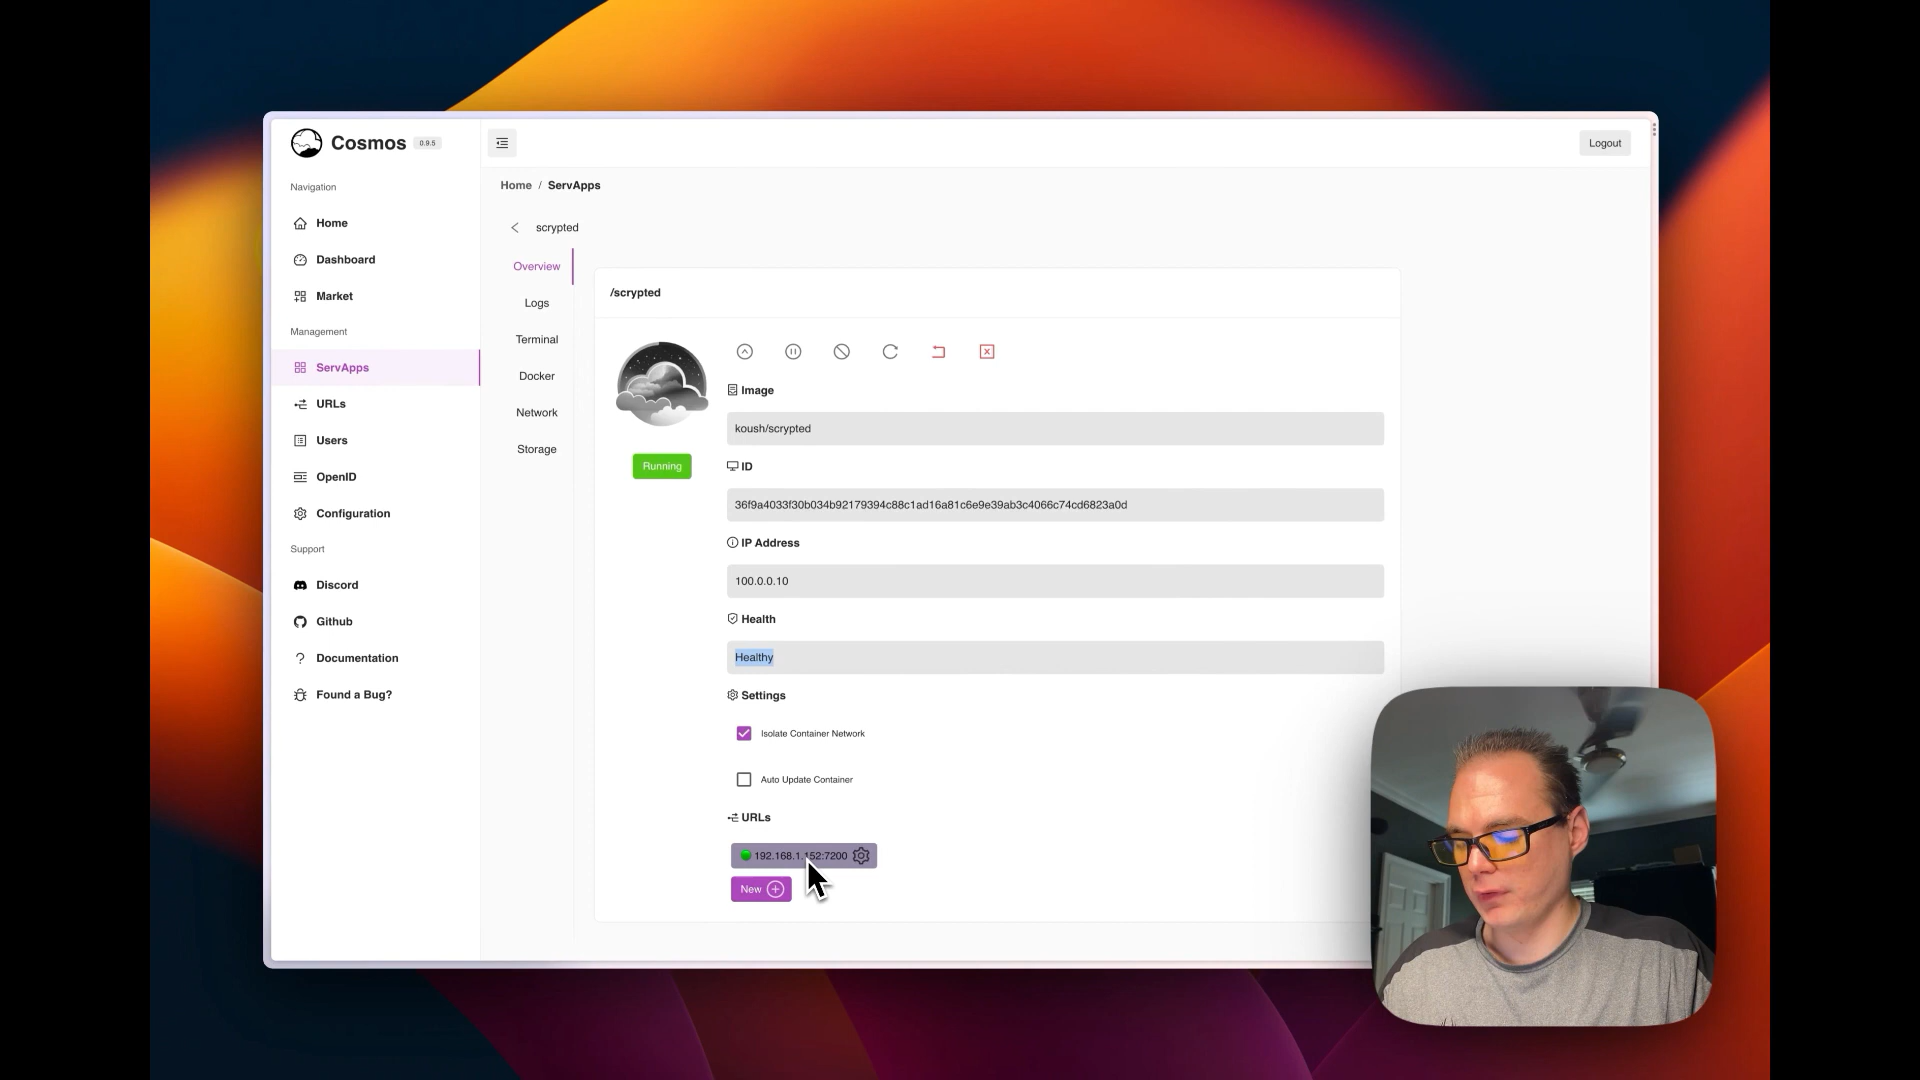 Cosmos 0.9.5
Logout
Navigation
Home
Dashboard
Market
Management
ServApps
URLs
Users
OpenID
Configuration
Support
Discord
Github
Documentation
Found a Bug?
Home / ServApps
scrypted
Overview
Logs
Terminal
Docker
Network
Storage
/scrypted
Running
Image
koush/scrypted
ID
36f9a4033f30b034b92179394c88c1ad16a81c6e9e39ab3c4066c74cd6823a0d
IP Address
100.0.0.10
Health
Healthy
Settings
Isolate Container Network
Auto Update Container
URLs
192.168.1.152:7200
New